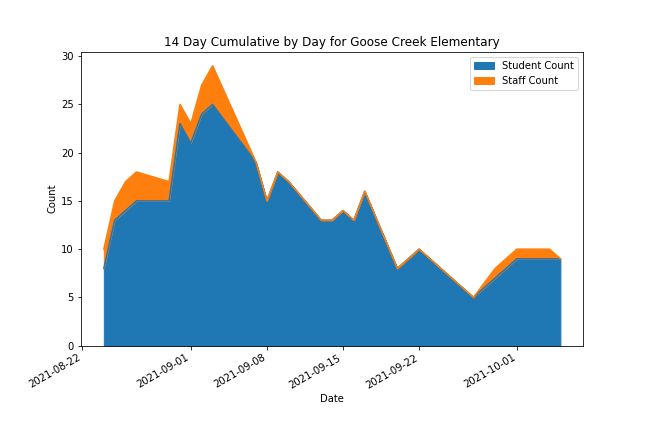 14 Day Cumulative by Day for Goose Creek Elementary
30
25
20
15
10
5
0
Count
Student Count
Staff Count
2021-08-22
2021-09-01
2021-09-08
2021-09-15
2021-09-22
2021-10-01
Date